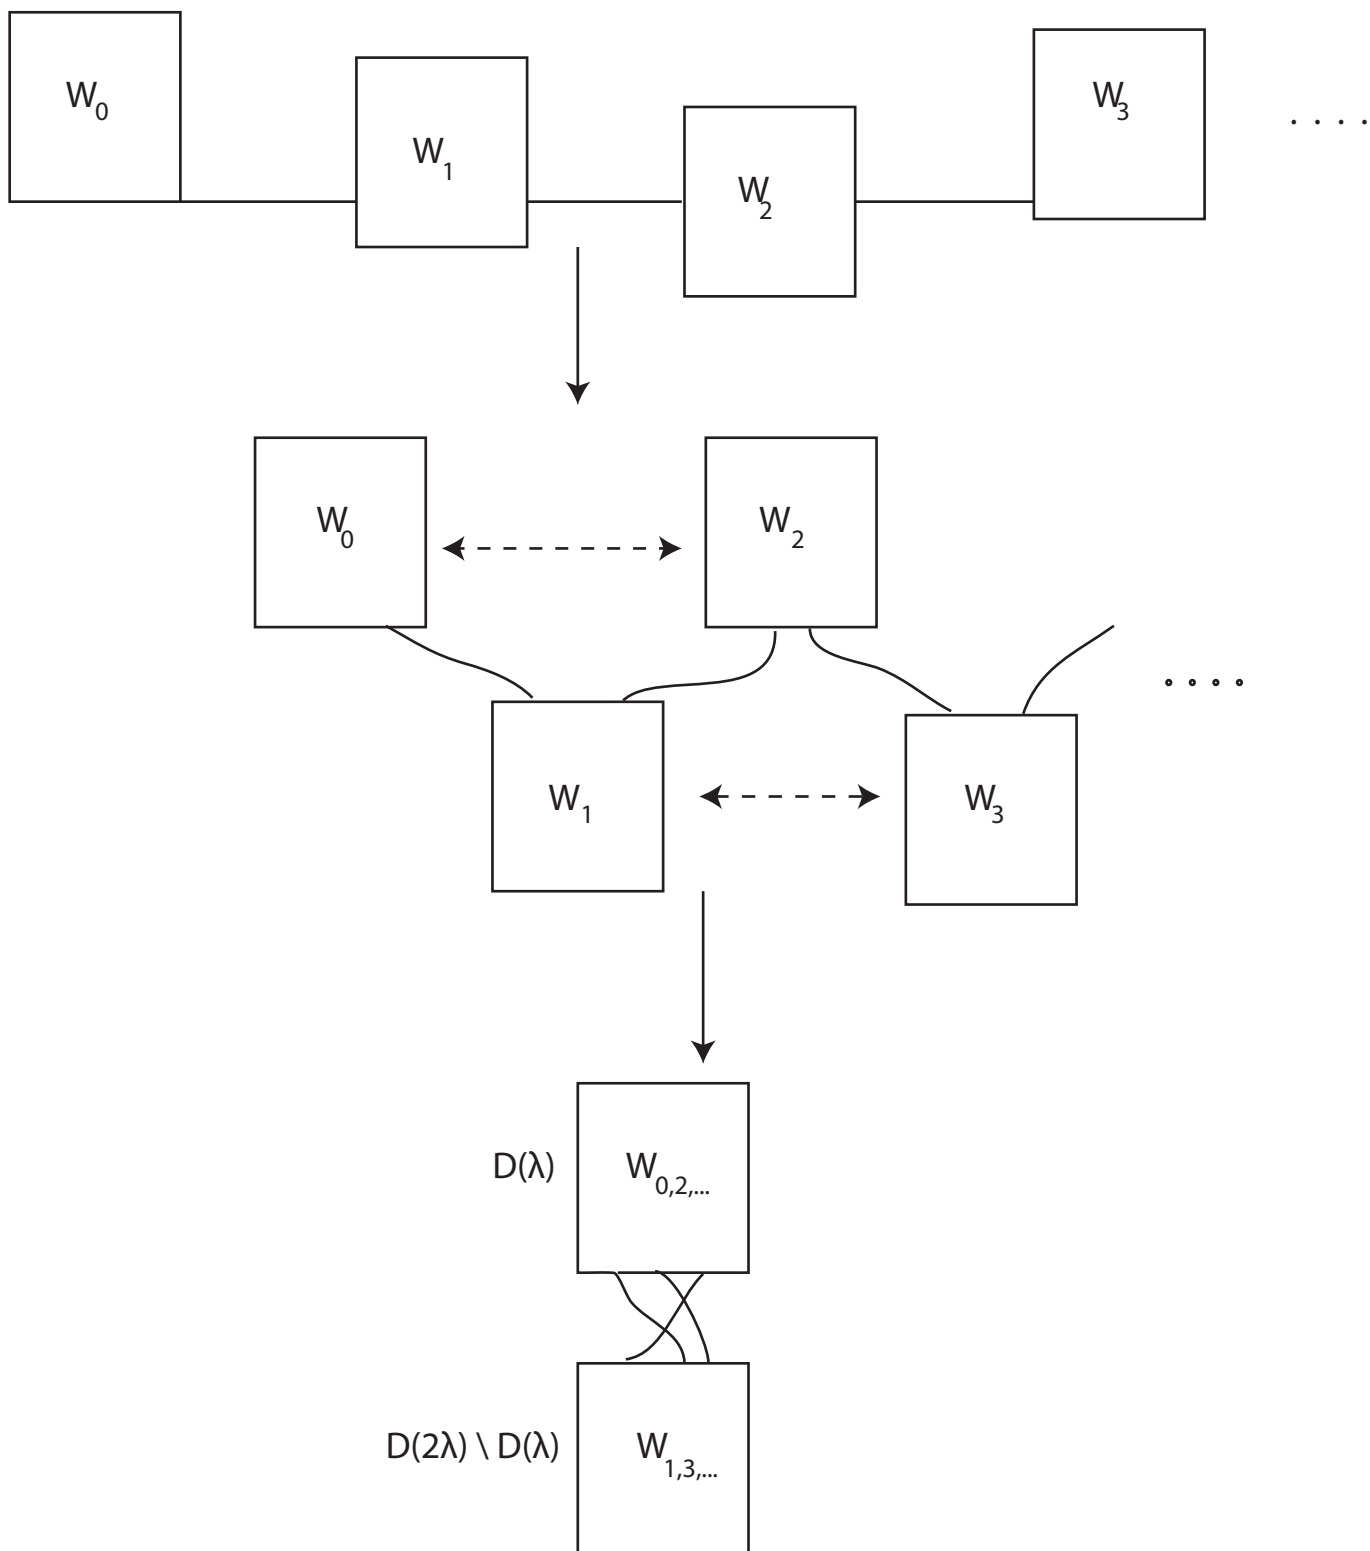 W₀
W₁
W₂
W₃
. . . .
W₀
W₂
W₁
W₃
D(λ)
W₀,₂,...
D(2λ) \ D(λ)
W₁,₃,...